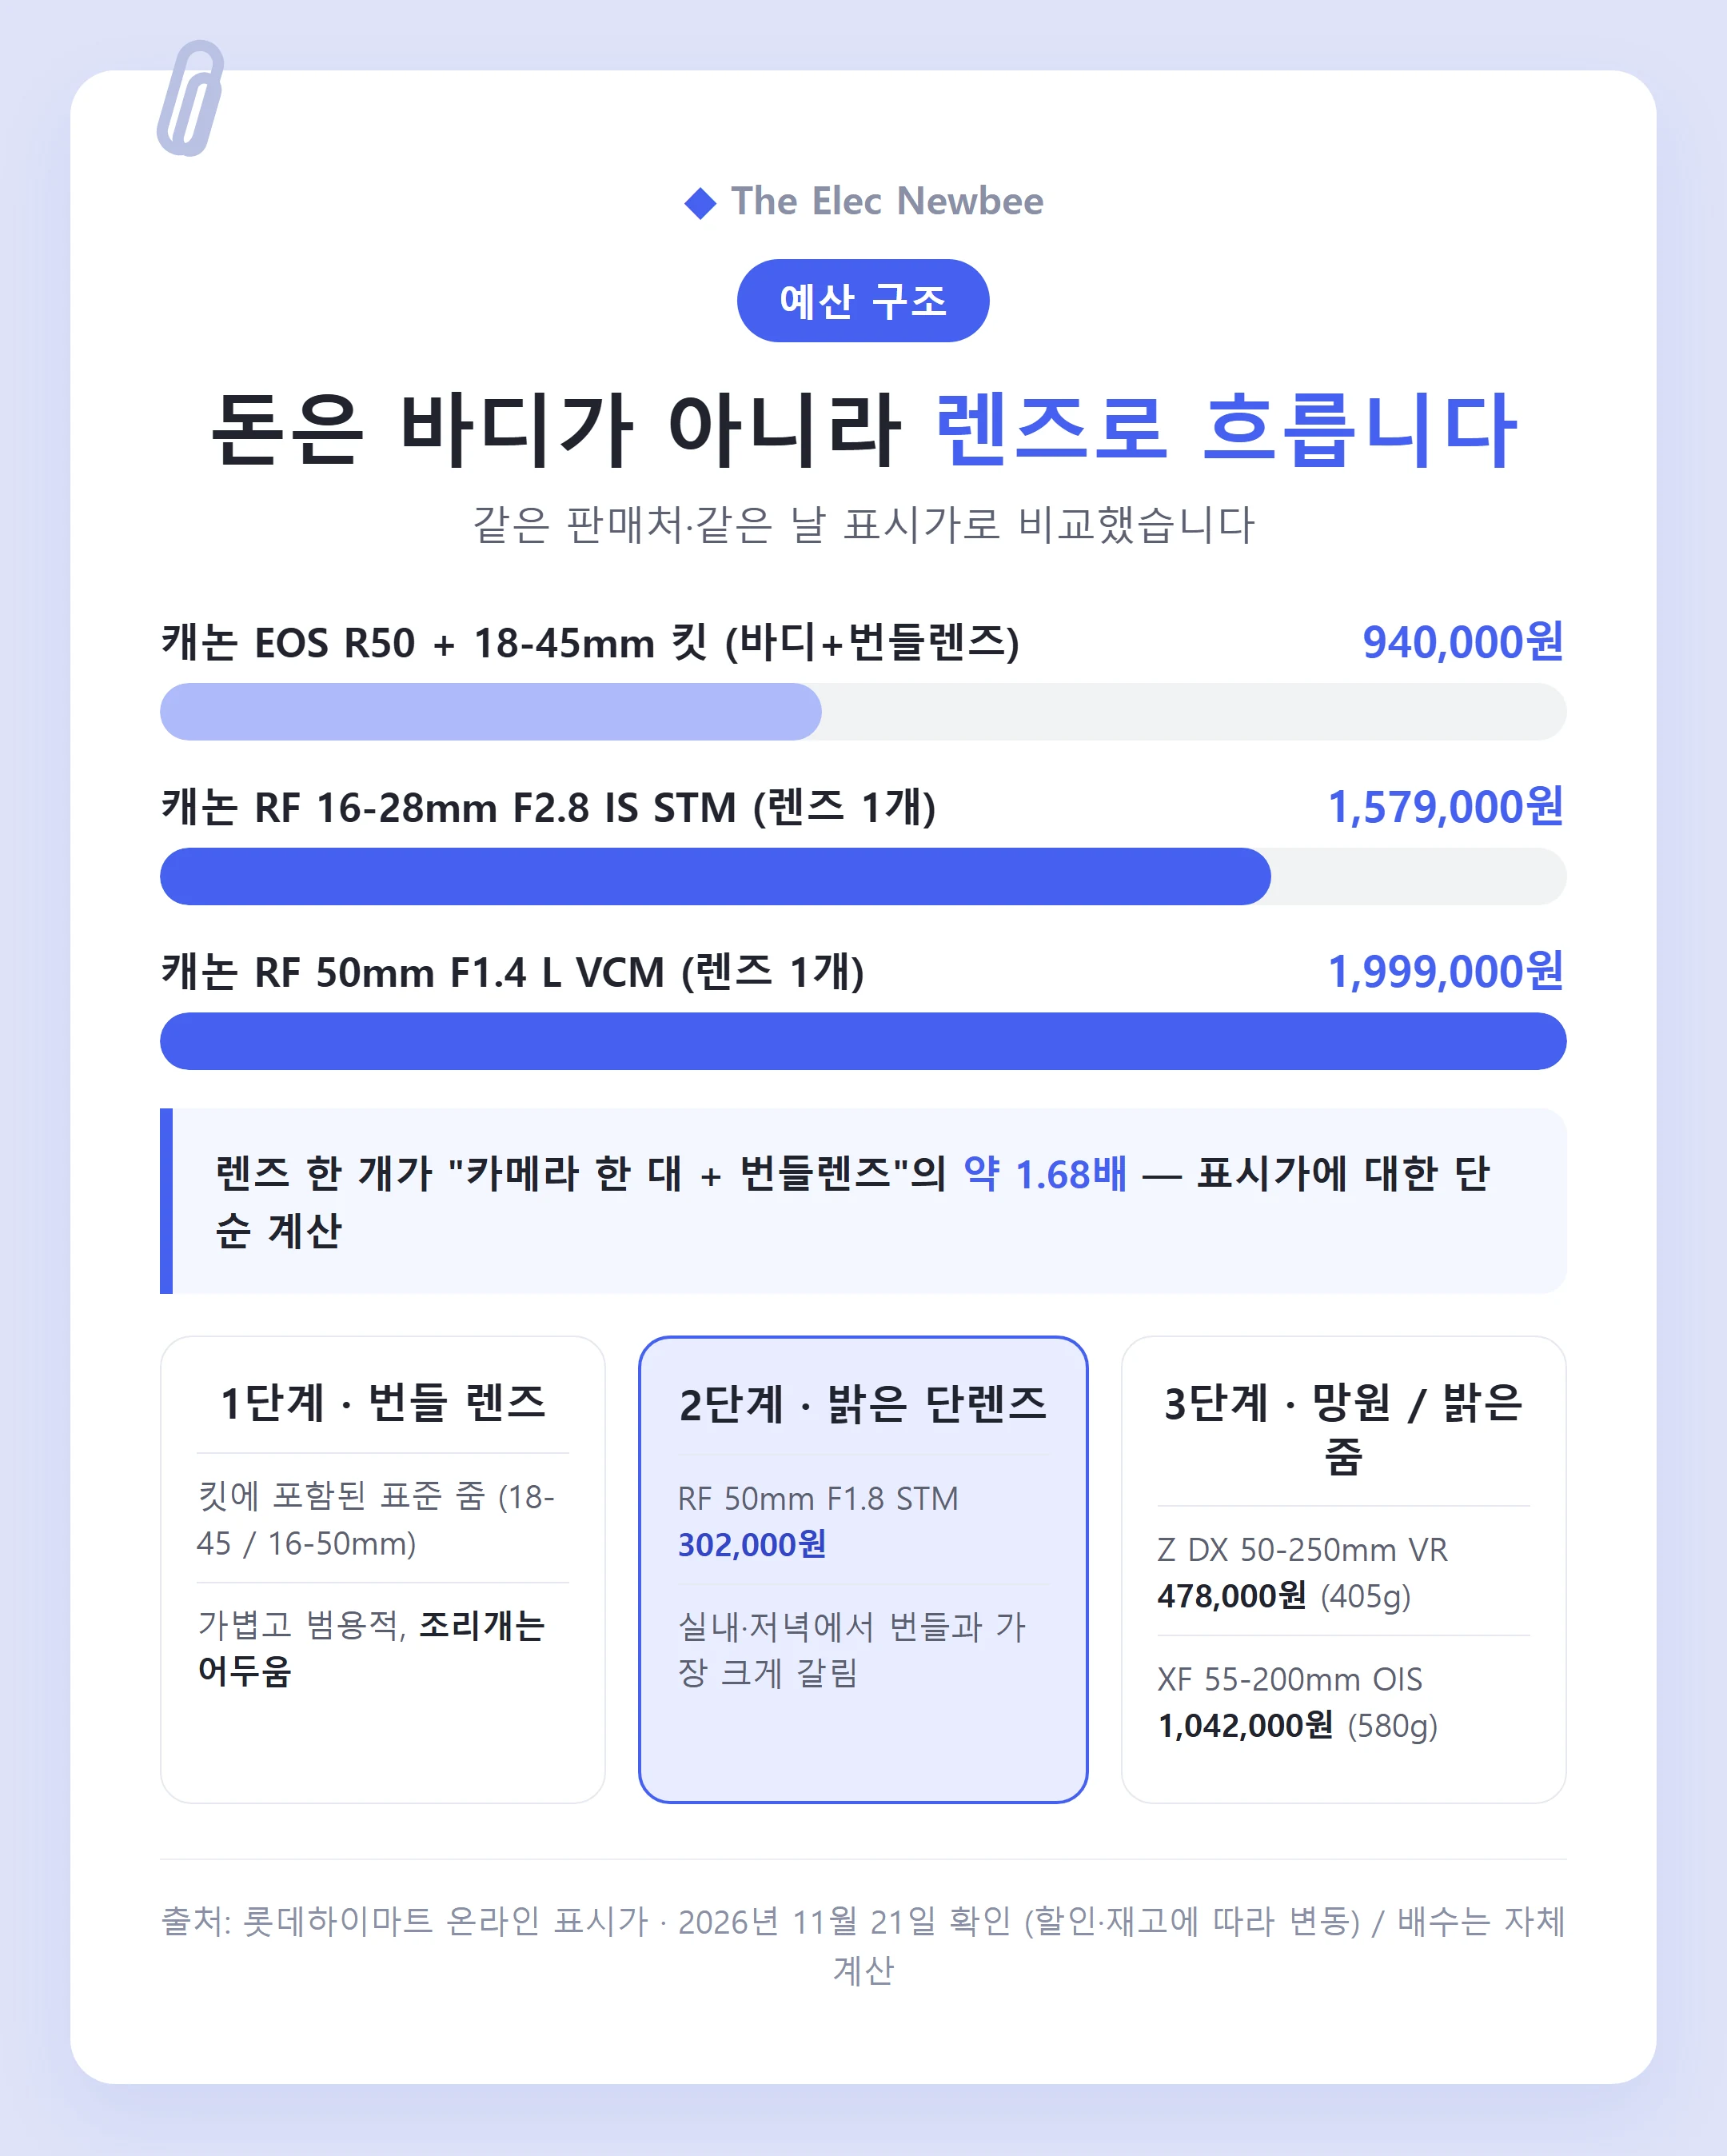 The Elec Newbee
예산 구조
돈은 바디가 아니라 렌즈로 흐릅니다
같은 판매처·같은 날 표시가로 비교했습니다
캐논 EOS R50 + 18-45mm 킷 (바디+번들렌즈) 940,000원
캐논 RF 16-28mm F2.8 IS STM (렌즈 1개) 1,579,000원
캐논 RF 50mm F1.4 L VCM (렌즈 1개) 1,999,000원
렌즈 한 개가 "카메라 한 대 + 번들렌즈"의 약 1.68배 — 표시가에 대한 단
순 계산
1단계 · 번들 렌즈
킷에 포함된 표준 줌 (18-
45 / 16-50mm)
가볍고 범용적, 조리개는
어두움
2단계 · 밝은 단렌즈
RF 50mm F1.8 STM
302,000원
실내·저녁에서 번들과 가
장 크게 갈림
3단계 · 망원 / 밝은
줌
Z DX 50-250mm VR
478,000원 (405g)
XF 55-200mm OIS
1,042,000원 (580g)
출처: 롯데하이마트 온라인 표시가 · 2026년 11월 21일 확인 (할인·재고에 따라 변동) / 배수는 자체
계산